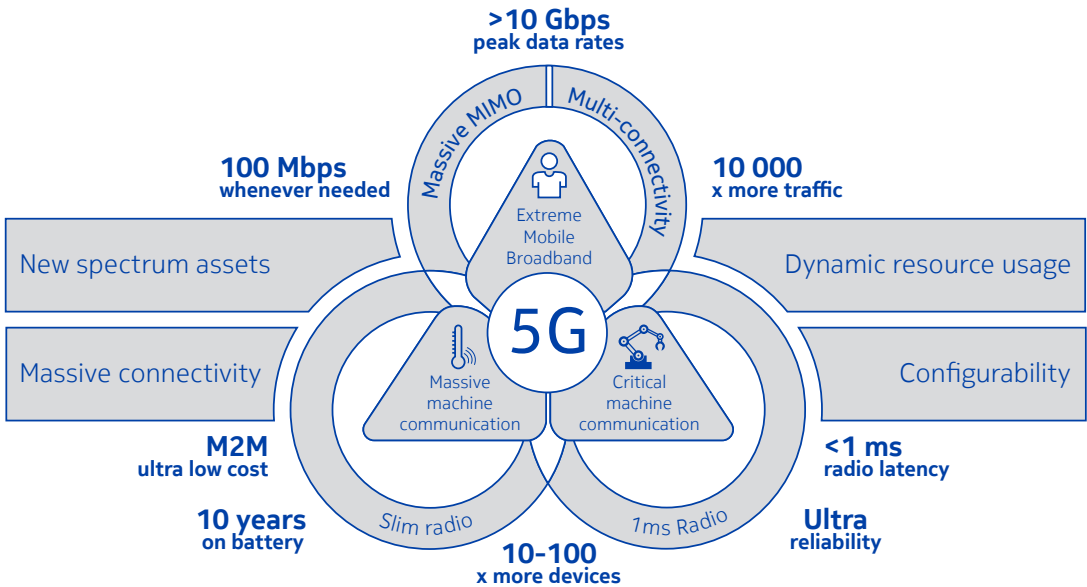 >10 Gbps
peak data rates
Massive MIMO
Multi-connectivity
100 Mbps
whenever needed
10 000
x more traffic
Extreme
Mobile
Broadband
New spectrum assets
Dynamic resource usage
5G
Massive connectivity
Configurability
Massive
machine
communication
Critical
machine
communication
M2M
ultra low cost
<1 ms
radio latency
10 years
on battery
Slim radio
1ms Radio
Ultra
reliability
10-100
x more devices